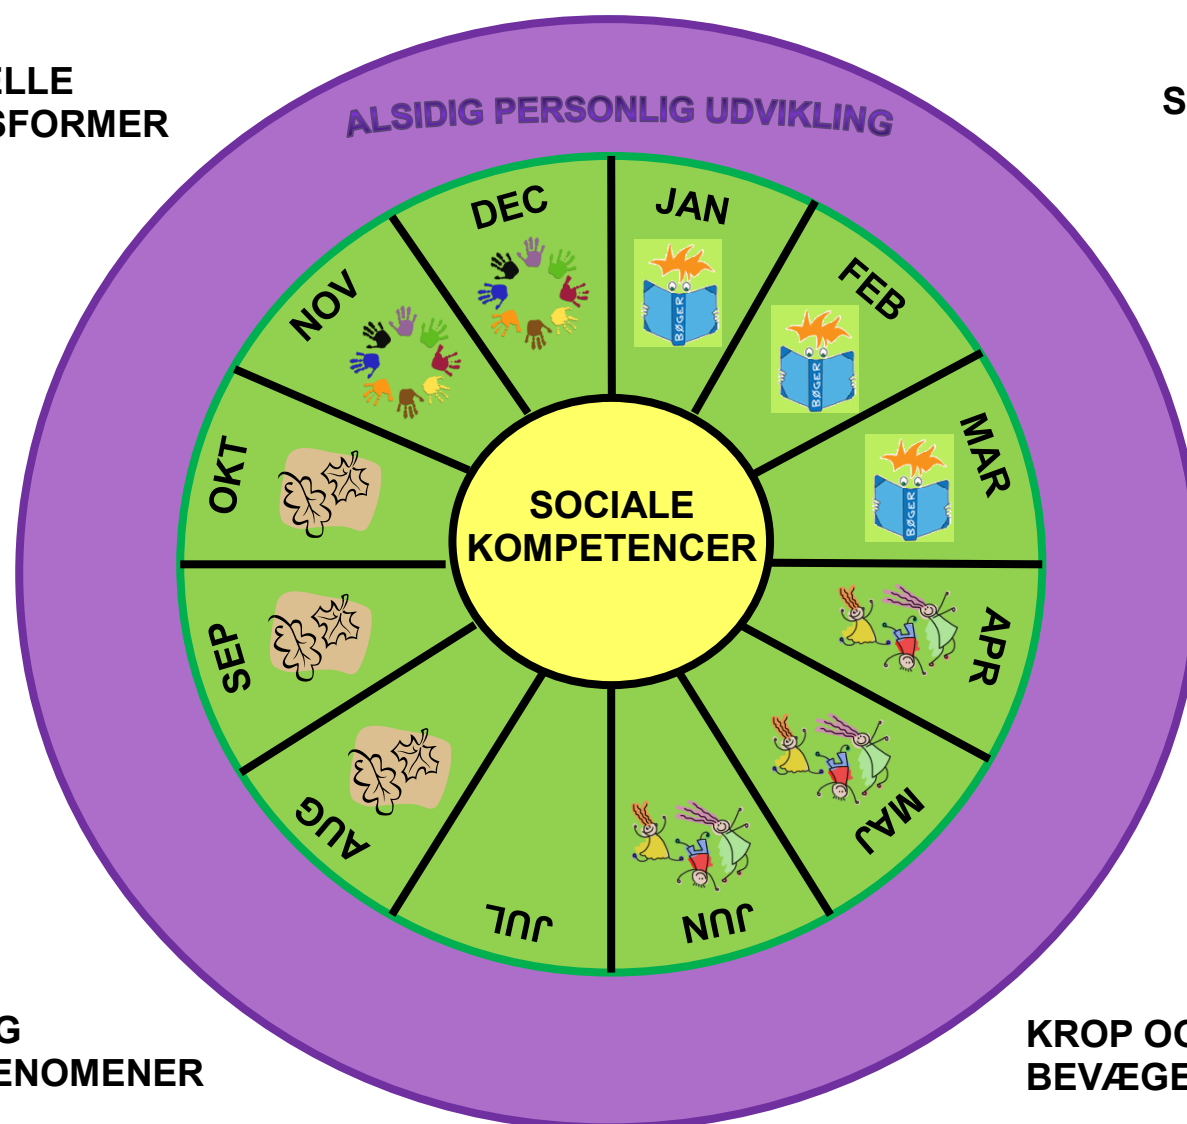 ELLE
SFORMER
S
ALSIDIG PERSONLIG UDVIKLING
DEC
JAN
NOV
FEB
BØGER
BØGER
MAR
OKT
BØGER
SOCIALE
KOMPETENCER
SEP
APR
AUG
MAJ
JUL
JUN
G
ENOMENER
KROP OG
BEVÆGE